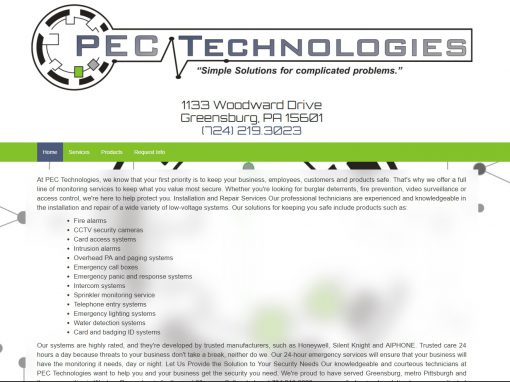 PEC TECHNOLOGIES
“Simple Solutions for complicated problems.”
1133 Woodward Drive
Greensburg, PA 15601
(724) 219.3023
Home Services Products Request Info
At PEC Technologies, we know that your first priority is to keep your business, employees, customers and products safe. That's why we offer a full
line of monitoring services to keep what you value most secure. Whether you're looking for burglar deterrents, fire prevention, video surveillance or
access control, we're here to help protect you. Installation and Repair Services Our professional technicians are experienced and knowledgeable in
the installation and repair of a wide variety of low-voltage systems. Our solutions for keeping you safe include products such as:
Fire alarms
CCTV security cameras
Card access systems
Intrusion alarms
Overhead PA and paging systems
Emergency call boxes
Emergency panic and response systems
Intercom systems
Sprinkler monitoring service
Telephone entry systems
Emergency lighting systems
Water detection systems
Card and badging ID systems
Our systems are highly rated, and they're developed by trusted manufacturers, such as Honeywell, Silent Knight and AIPHONE. Trusted care 24
hours a day because threats to your business don't take a break, neither do we. Our 24-hour emergency services will ensure that your business will
have the monitoring it needs, day or night. Let Us Provide the Solution to Your Security Needs Our knowledgeable and courteous technicians at
PEC Technologies want to help you and your business get the security you need. We're proud to have served Greensburg, metro Pittsburgh and